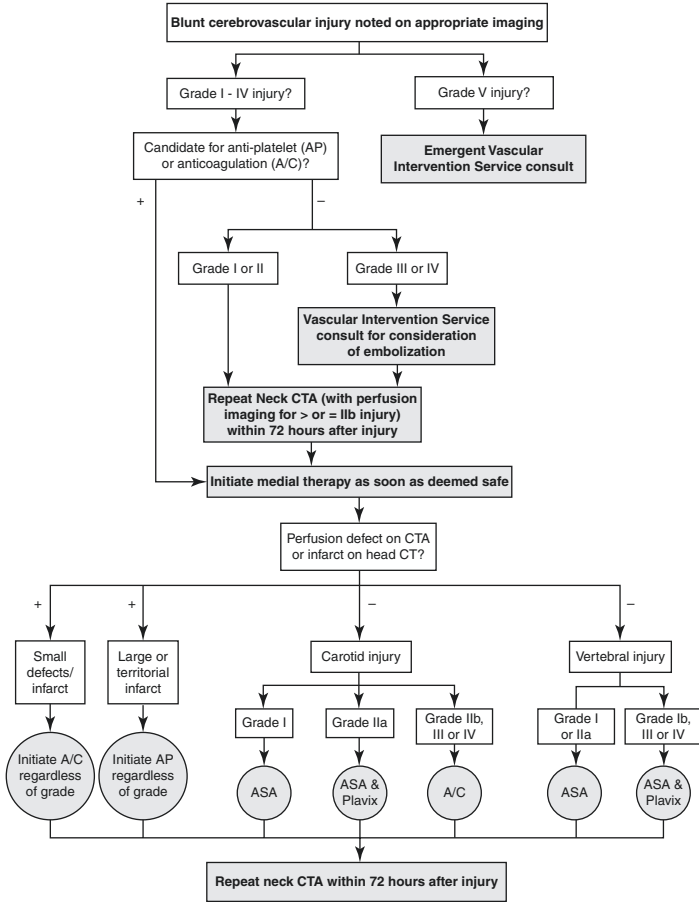 Blunt cerebrovascular injury noted on appropriate imaging
Grade I - IV injury?
Grade V injury?
Candidate for anti-platelet (AP)
or anticoagulation (A/C)?
Emergent Vascular
Intervention Service consult
+
–
Grade I or II
Grade III or IV
Vascular Intervention Service
consult for consideration
of embolization
Repeat Neck CTA (with perfusion
imaging for > or = IIb injury)
within 72 hours after injury
Initiate medial therapy as soon as deemed safe
Perfusion defect on CTA
or infarct on head CT?
+
+
–
–
Small
defects/
infarct
Large or
territorial
infarct
Carotid injury
Vertebral injury
Grade I
Grade IIa
Grade IIb,
III or IV
Grade I
or IIa
Grade Ib,
III or IV
Initiate A/C
regardless
of grade
Initiate AP
regardless
of grade
ASA
ASA &
Plavix
A/C
ASA
ASA &
Plavix
Repeat neck CTA within 72 hours after injury